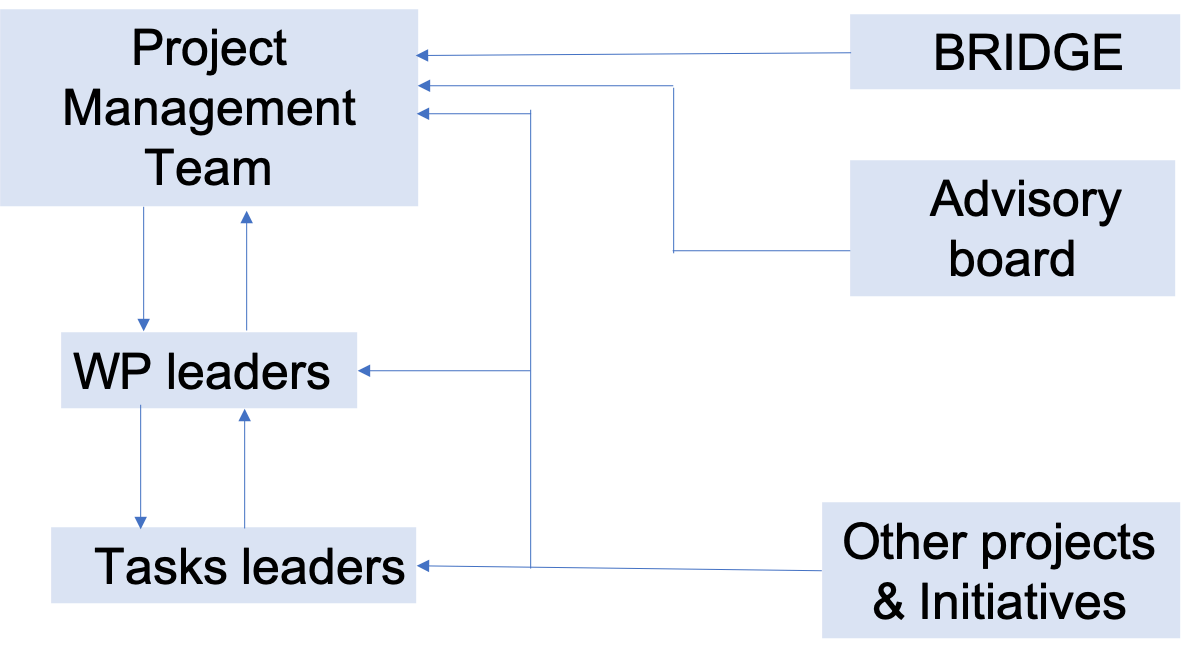 Project
Management
Team
BRIDGE
Advisory
board
WP leaders
Tasks leaders
Other projects
& Initiatives